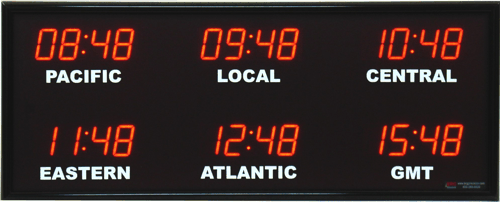 08:48 09:48 10:48
PACIFIC LOCAL CENTRAL
11:48 12:48 15:48
EASTERN ATLANTIC GMT